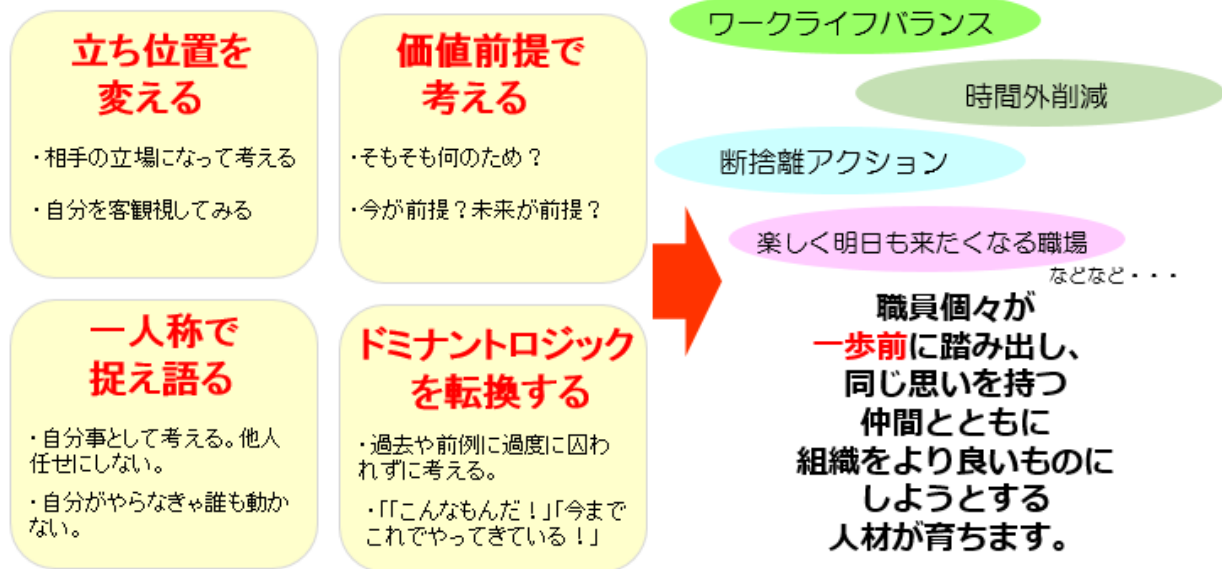 立ち位置を
変える
・相手の立場になって考える
・自分を客観視してみる
価値前提で
考える
・そもそも何のため？
・今が前提？未来が前提？
一人称で
捉え語る
・自分事として考える。他人
任せにしない。
・自分がやらなきゃ誰も動か
ない。
ドミナントロジック
を転換する
・過去や前例に過度に囚わ
れずに考える。
・「「こんなもんだ！」「今まで
これでやってきている！」
ワークライフバランス
時間外削減
断捨離アクション
楽しく明日も来たくなる職場
などなど・・・
職員個々が
一歩前に踏み出し、
同じ思いを持つ
仲間とともに
組織をより良いものに
しようとする
人材が育ちます。